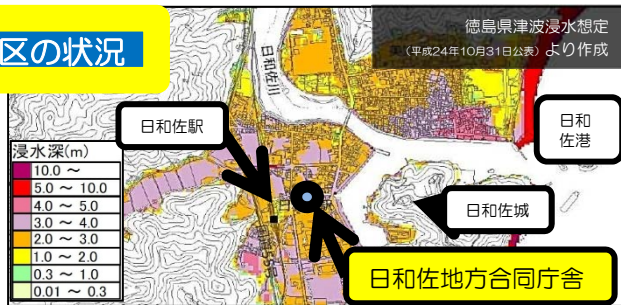 区の状況
徳島県津波浸水想定
(平成24年10月31日公表)より作成
日和佐川
日和佐駅
日和
佐港
浸水深(m)
10.0 ～
5.0 ～ 10.0
4.0 ～ 5.0
3.0 ～ 4.0
2.0 ～ 3.0
1.0 ～ 2.0
0.3 ～ 1.0
0.01 ～ 0.3
日和佐城
日和佐地方合同庁舎